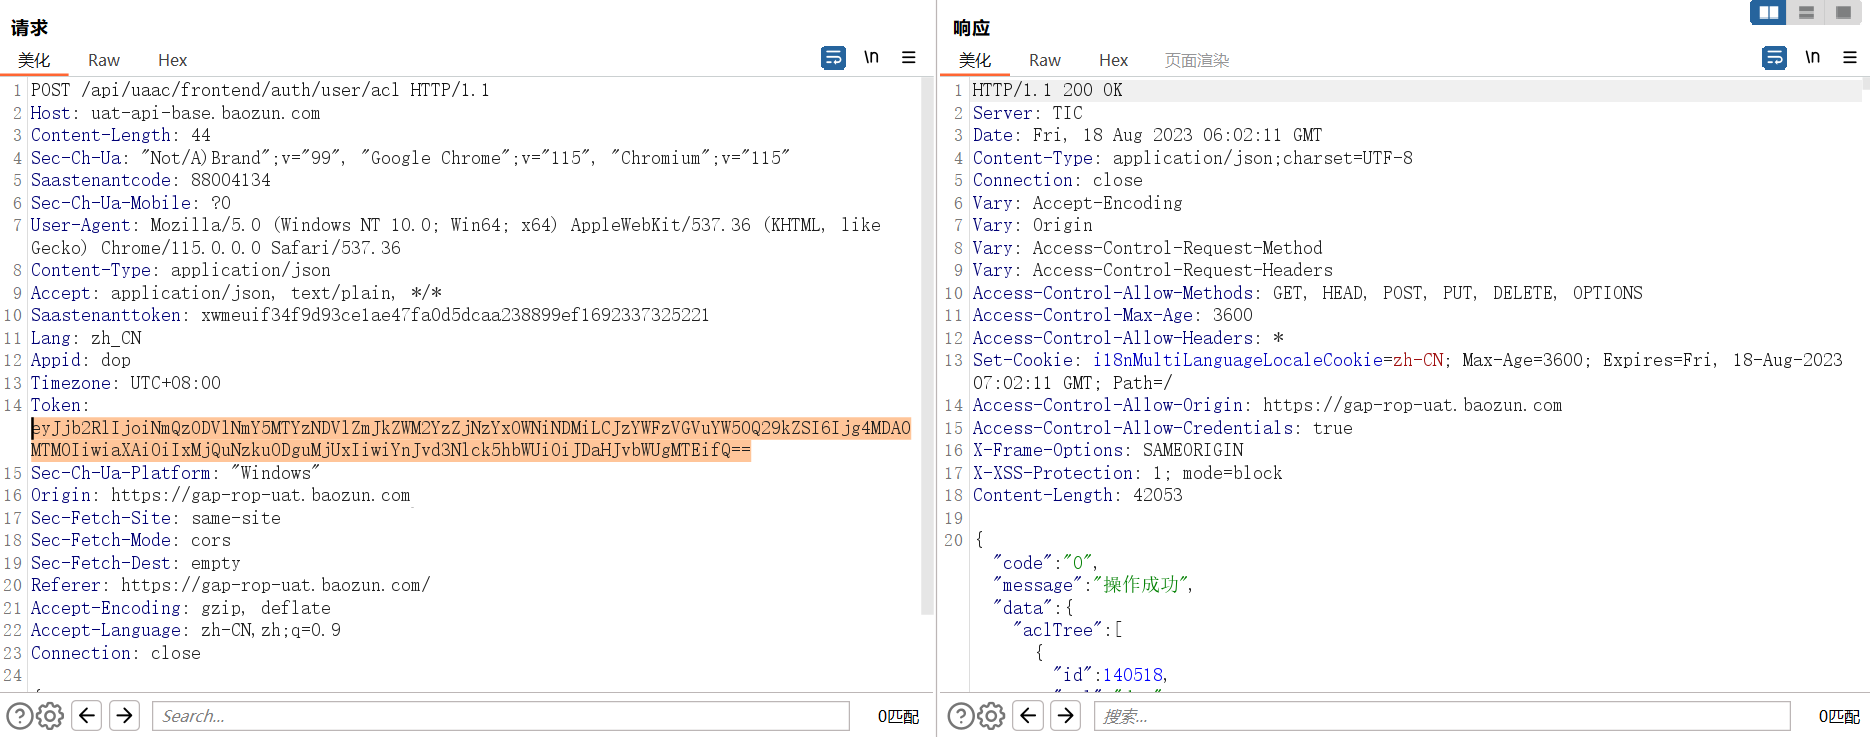 请求
美化 Raw Hex
\n
1 POST /api/uaac/frontend/auth/user/acl HTTP/1.1
2 Host: uat-api-base.baozun.com
3 Content-Length: 44
4 Sec-Ch-Ua: "Not/A)Brand";v="99", "Google Chrome";v="115", "Chromium";v="115"
5 Saastenantcode: 88004134
6 Sec-Ch-Ua-Mobile: ?0
7 User-Agent: Mozilla/5.0 (Windows NT 10.0; Win64; x64) AppleWebKit/537.36 (KHTML, like
Gecko) Chrome/115.0.0.0 Safari/537.36
8 Content-Type: application/json
9 Accept: application/json, text/plain, */*
10 Saastenanttoken: xwmeuif34f9d93ce1ae47fa0d5dcaa238899ef1692337325221
11 Lang: zh_CN
12 Appid: dop
13 Timezone: UTC+08:00
14 Token:
eyJjb2RlIjoiNmQzODVlNmY5MTYzNDVlZmJkZWM2YzZjNzYxOWNiNDMiLCJzYWFzVGVuYW50Q29kZSI6Ijg4MDA0
MTM0IiwiaXAiOiIxMjQuNzkuODguMjUxIiwiYnJvd3Nlck5hbWUiOiJDaHJvbWUgMTEifQ==
15 Sec-Ch-Ua-Platform: "Windows"
16 Origin: https://gap-rop-uat.baozun.com
17 Sec-Fetch-Site: same-site
18 Sec-Fetch-Mode: cors
19 Sec-Fetch-Dest: empty
20 Referer: https://gap-rop-uat.baozun.com/
21 Accept-Encoding: gzip, deflate
22 Accept-Language: zh-CN,zh;q=0.9
23 Connection: close
24
Search...
0匹配
响应
美化 Raw Hex 页面渲染
\n
1 HTTP/1.1 200 OK
2 Server: TIC
3 Date: Fri, 18 Aug 2023 06:02:11 GMT
4 Content-Type: application/json;charset=UTF-8
5 Connection: close
6 Vary: Accept-Encoding
7 Vary: Origin
8 Vary: Access-Control-Request-Method
9 Vary: Access-Control-Request-Headers
10 Access-Control-Allow-Methods: GET, HEAD, POST, PUT, DELETE, OPTIONS
11 Access-Control-Max-Age: 3600
12 Access-Control-Allow-Headers: *
13 Set-Cookie: i18nMultiLanguageLocaleCookie=zh-CN; Max-Age=3600; Expires=Fri, 18-Aug-2023
07:02:11 GMT; Path=/
14 Access-Control-Allow-Origin: https://gap-rop-uat.baozun.com
15 Access-Control-Allow-Credentials: true
16 X-Frame-Options: SAMEORIGIN
17 X-XSS-Protection: 1; mode=block
18 Content-Length: 42053
19
20 {
"code":"0",
"message":"操作成功",
"data":{
"aclTree":[
{
"id":140518,
搜索...
0匹配